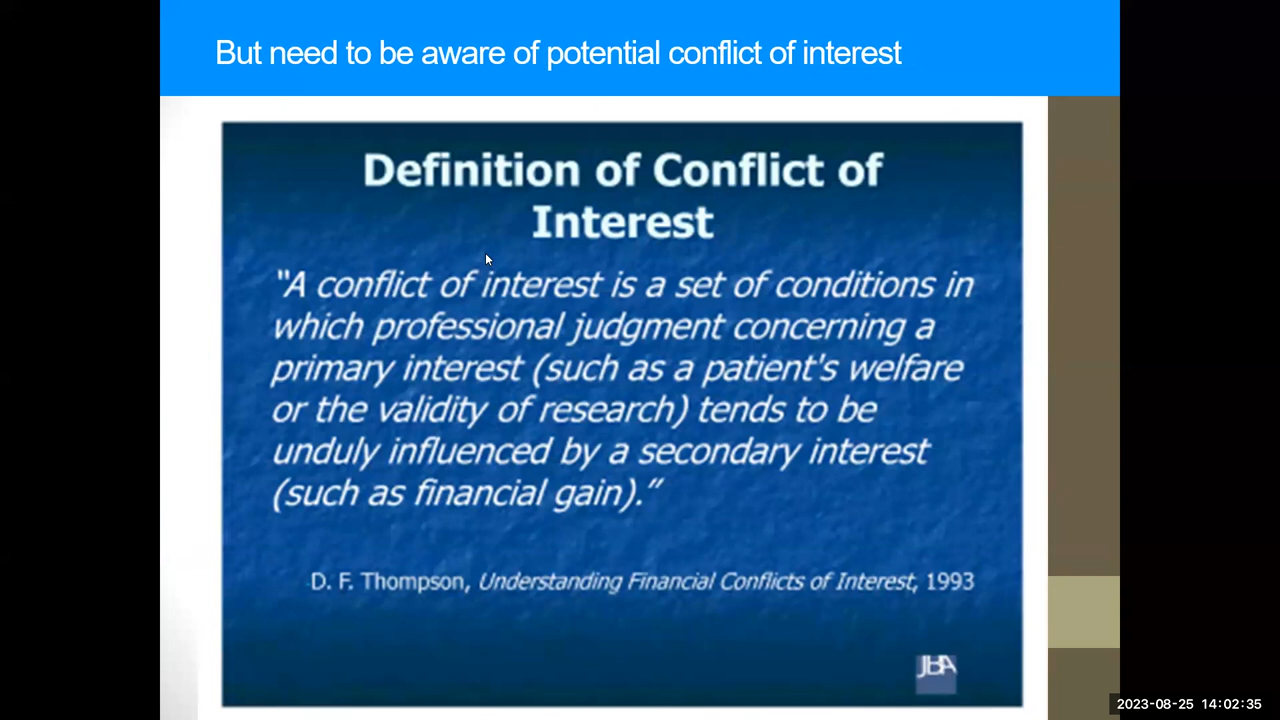 But need to be aware of potential conflict of interest
Definition of Conflict of
Interest
"A conflict of interest is a set of conditions in
which professional judgment concerning a
primary interest (such as a patient's welfare
or the validity of research) tends to be
unduly influenced by a secondary interest
(such as financial gain).”
D. F. Thompson, Understanding Financial Conflicts of Interest, 1993
JBA
2023-08-25 14:02:35